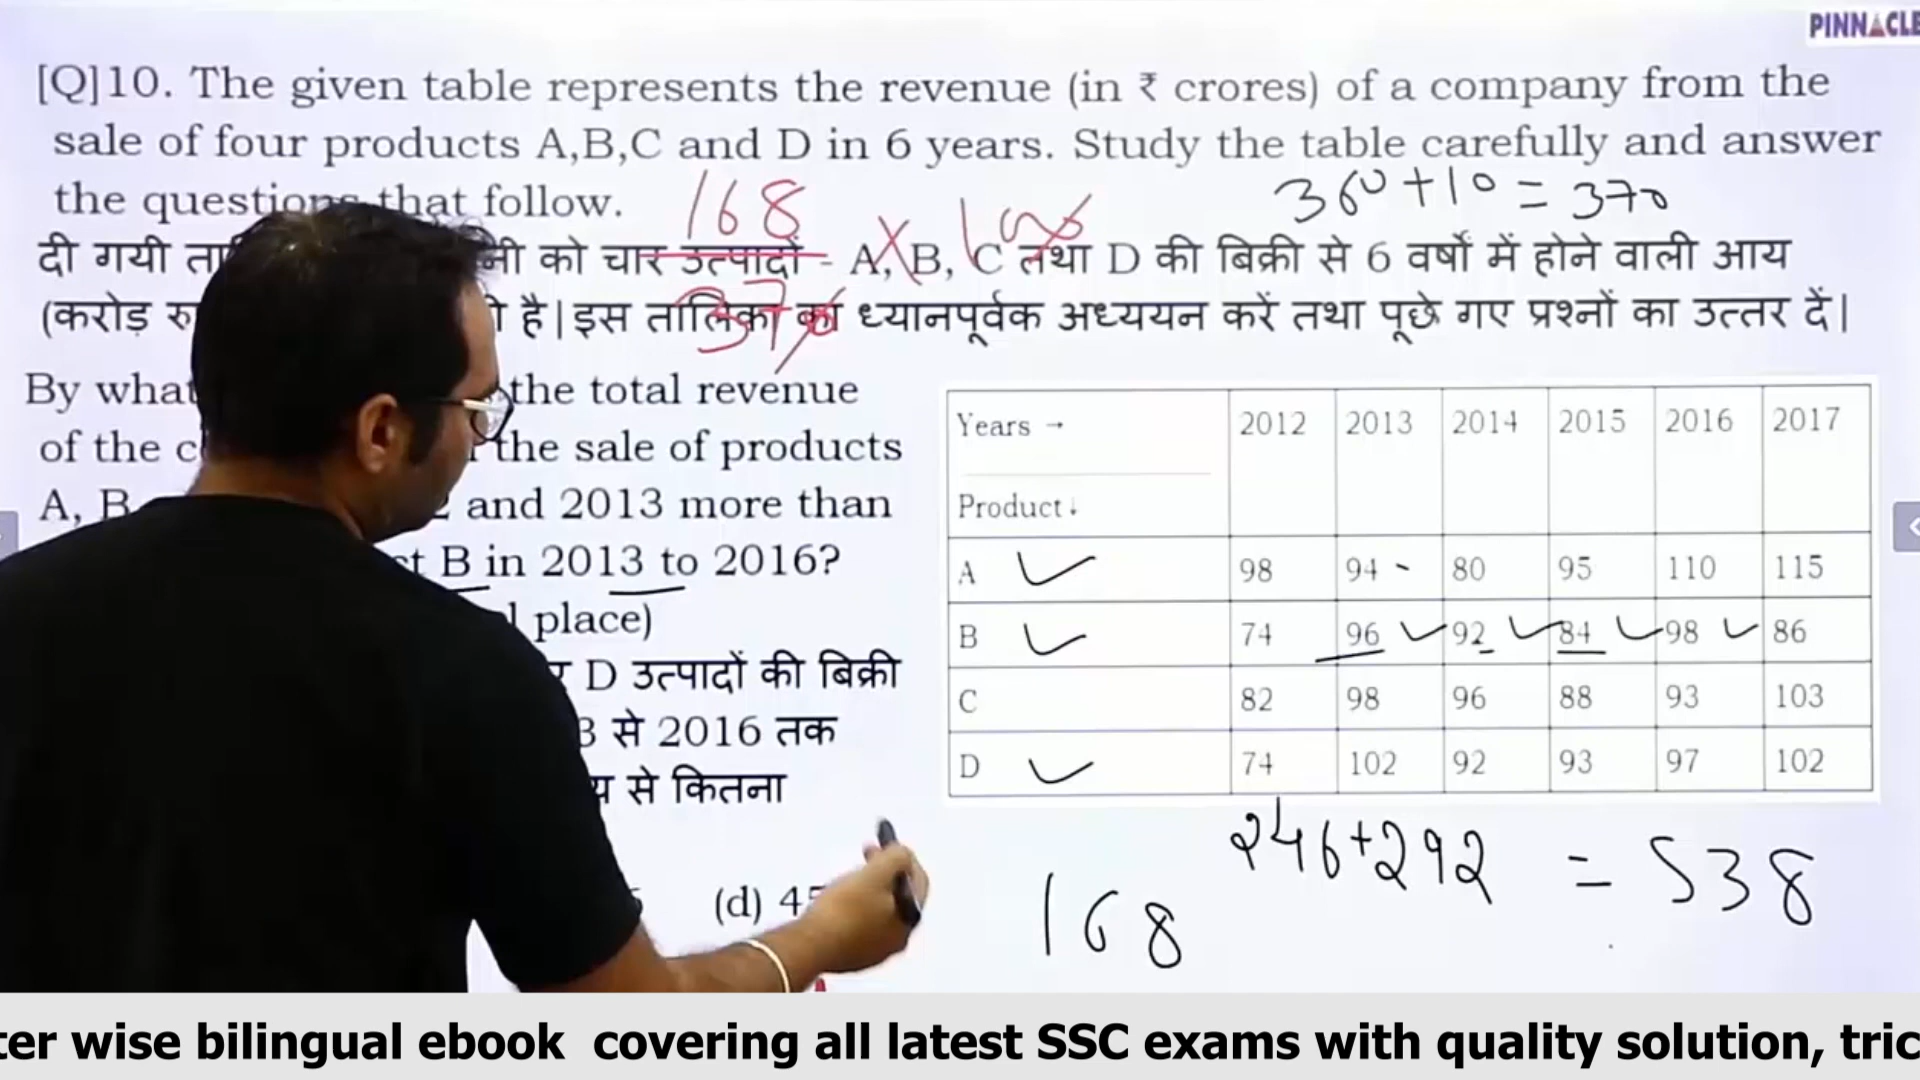 PINNACLE
[Q]10. The given table represents the revenue (in ₹ crores) of a company from the
sale of four products A,B,C and D in 6 years. Study the table carefully and answer
the questions that follow.
168
360 + 10 = 370
दी गयी चार उत्पादों - A, B, C तथा D की बिक्री से 6 वर्षों में होने वाली आय
× 100
(करोड़ है|इस तालिका का ध्यानपूर्वक अध्ययन करें तथा पूछे गए प्रश्नों का उत्तर दें|
370
By what the total revenue
of the the sale of products
A, B and 2013 more than
B in 2013 to 2016?
place)
D उत्पादों की बिक्री
से 2016 तक
से कितना
(d)
Years → 2012 2013 2014 2015 2016 2017
Product ↓
A 98 94 80 95 110 115
B 74 96 92 84 98 86
C 82 98 96 88 93 103
D 74 102 92 93 97 102
246+292 = 538
168
wise bilingual ebook covering all latest SSC exams with quality solution,